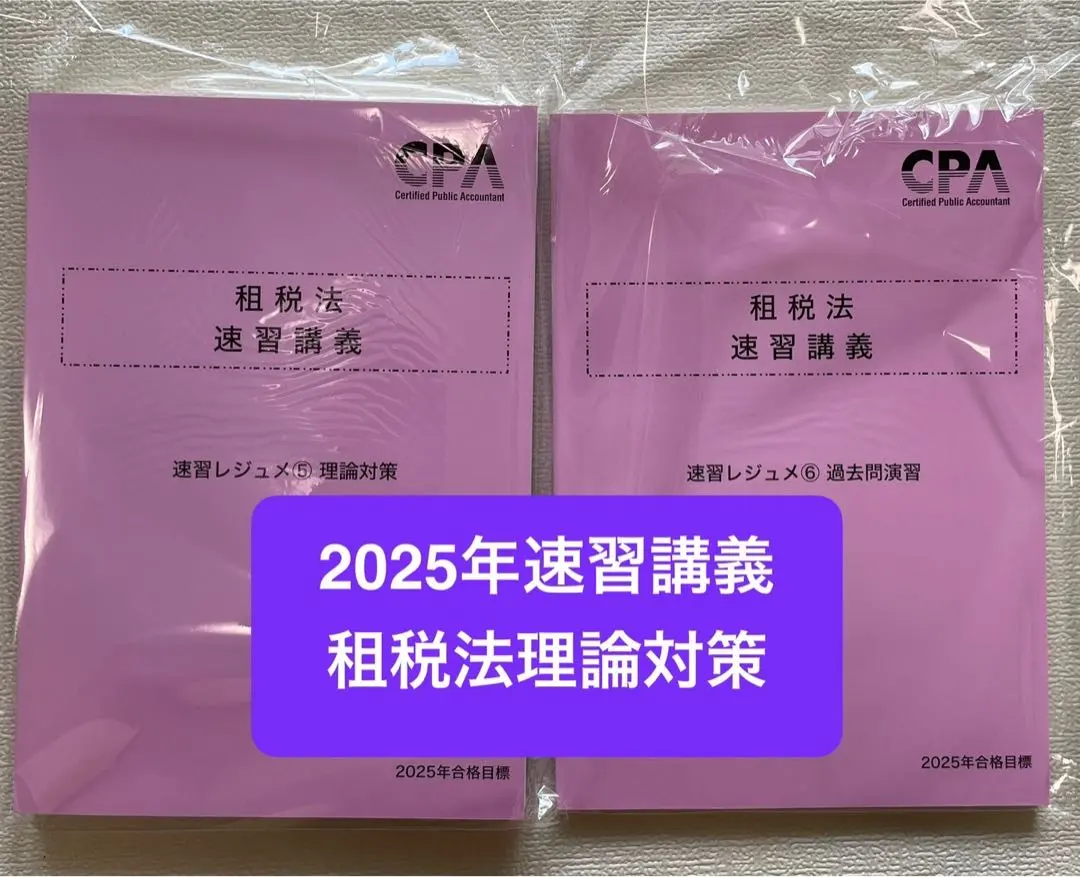 CPA
Certified Public Accountant
租税法
速習講義
速習レジュメ⑤ 理論対策
2025年合格目標
CPA
Certified Public Accountant
租税法
速習講義
速習レジュメ⑥ 過去問演習
2025年合格目標
2025年速習講義
租税法理論対策